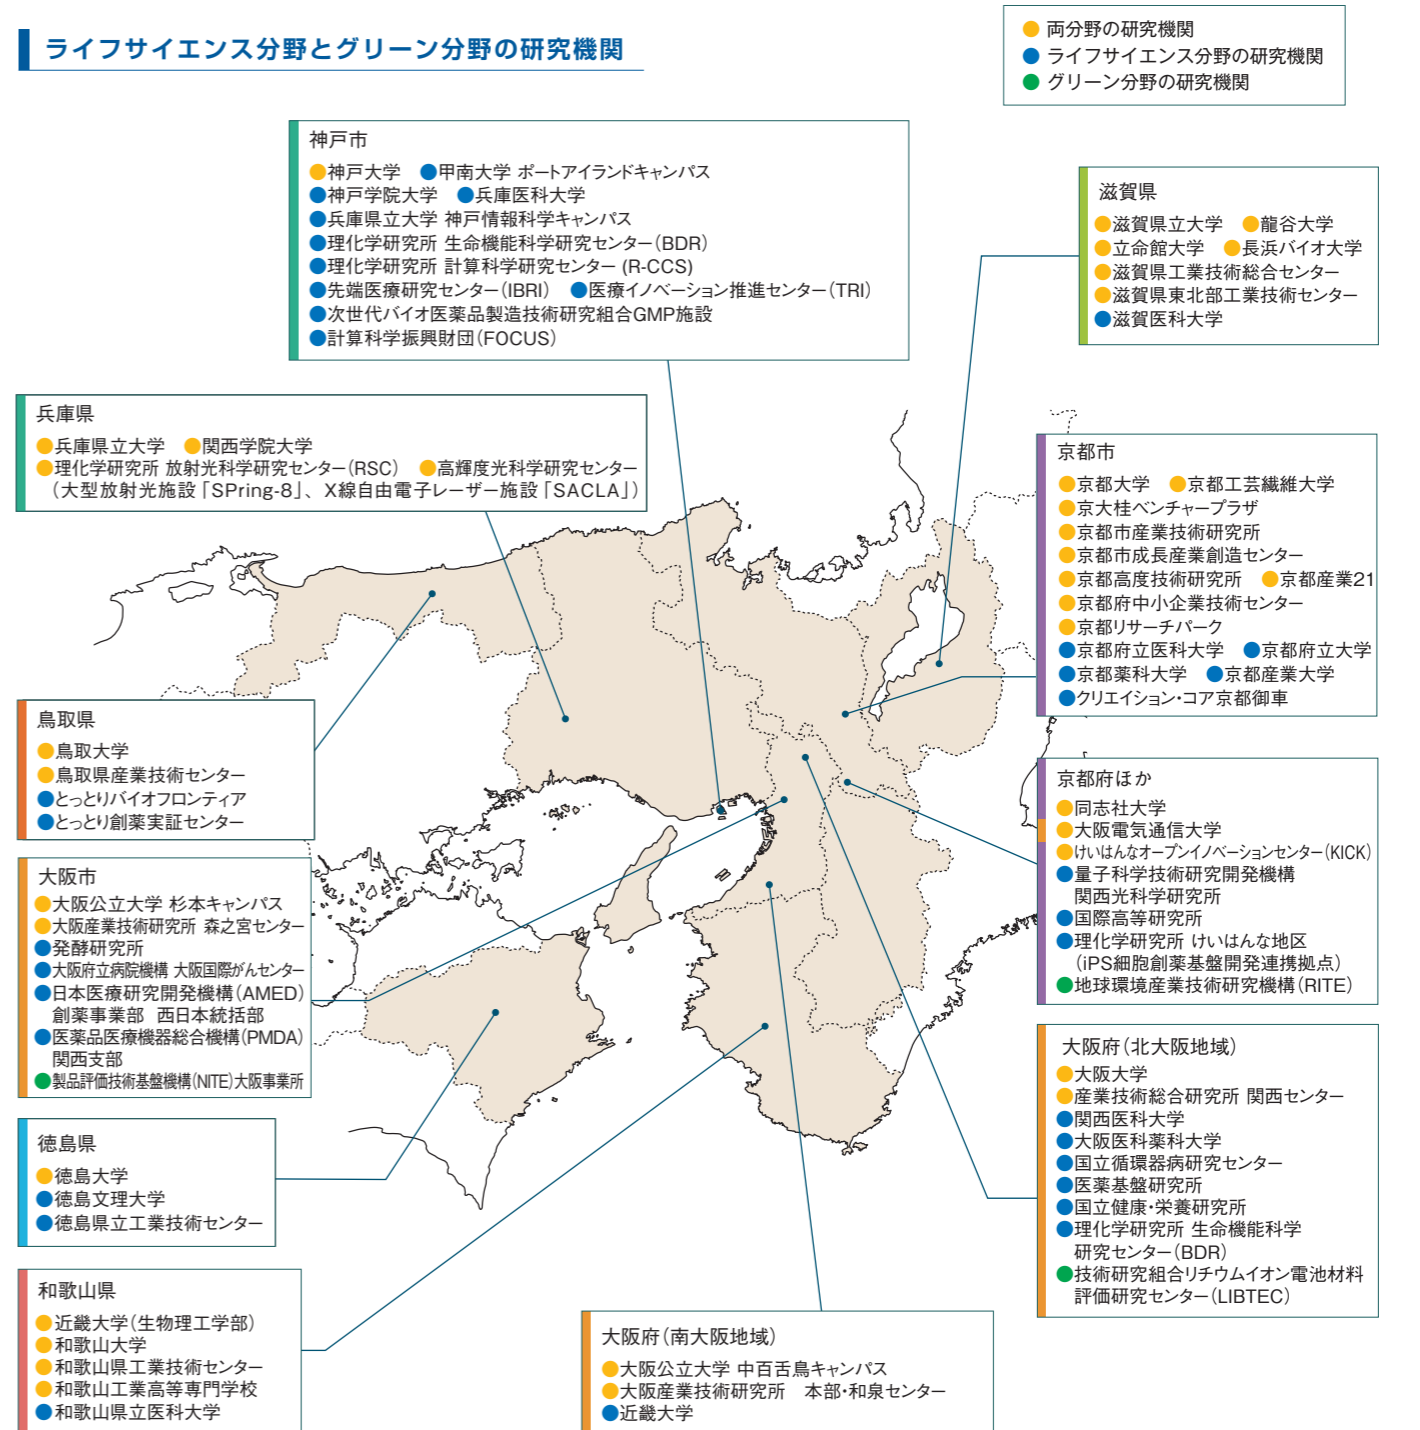 ライフサイエンス分野とグリーン分野の研究機関
●両分野の研究機関
●ライフサイエンス分野の研究機関
●グリーン分野の研究機関
神戸市
●神戸大学 ●甲南大学 ポートアイランドキャンパス
●神戸学院大学 ●兵庫医科大学
●兵庫県立大学 神戸情報科学キャンパス
●理化学研究所 生命機能科学研究センター(BDR)
●理化学研究所 計算科学研究センター (R-CCS)
●先端医療研究センター(IBRI) ●医療イノベーション推進センター(TRI)
●次世代バイオ医薬品製造技術研究組合GMP施設
●計算科学振興財団(FOCUS)
滋賀県
●滋賀県立大学 ●龍谷大学
●立命館大学 ●長浜バイオ大学
●滋賀県工業技術総合センター
●滋賀県東北部工業技術センター
●滋賀医科大学
兵庫県
●兵庫県立大学 ●関西学院大学
●理化学研究所 放射光科学研究センター(RSC) ●高輝度光科学研究センター
(大型放射光施設「SPring-8」、X線自由電子レーザー施設「SACLA」)
京都市
●京都大学 ●京都工芸繊維大学
●京大桂ベンチャープラザ
●京都市産業技術研究所
●京都市成長産業創造センター
●京都高度技術研究所 ●京都産業21
●京都府中小企業技術センター
●京都リサーチパーク
●京都府立医科大学 ●京都府立大学
●京都薬科大学 ●京都産業大学
●クリエイション・コア京都御車
鳥取県
●鳥取大学
●鳥取県産業技術センター
●とっとりバイオフロンティア
●とっとり創薬実証センター
京都府ほか
●同志社大学
●大阪電気通信大学
●けいはんなオープンイノベーションセンター(KICK)
●量子科学技術研究開発機構
関西光科学研究所
●国際高等研究所
●理化学研究所 けいはんな地区
(iPS細胞創薬基盤開発連携拠点)
●地球環境産業技術研究機構(RITE)
大阪市
●大阪公立大学 杉本キャンパス
●大阪産業技術研究所 森之宮センター
●発酵研究所
●大阪府立病院機構 大阪国際がんセンター
●日本医療研究開発機構(AMED)
創薬事業部 西日本統括部
●医薬品医療機器総合機構(PMDA)
関西支部
●製品評価技術基盤機構(NITE)大阪事業所
大阪府(北大阪地域)
●大阪大学
●産業技術総合研究所 関西センター
●関西医科大学
●大阪医科薬科大学
●国立循環器病研究センター
●医薬基盤研究所
●国立健康・栄養研究所
●理化学研究所 生命機能科学
研究センター(BDR)
●技術研究組合リチウムイオン電池材料
評価研究センター(LIBTEC)
徳島県
●徳島大学
●徳島文理大学
●徳島県立工業技術センター
和歌山県
●近畿大学(生物理工学部)
●和歌山大学
●和歌山県工業技術センター
●和歌山工業高等専門学校
●和歌山県立医科大学
大阪府(南大阪地域)
●大阪公立大学 中百舌鳥キャンパス
●大阪産業技術研究所 本部・和泉センター
●近畿大学